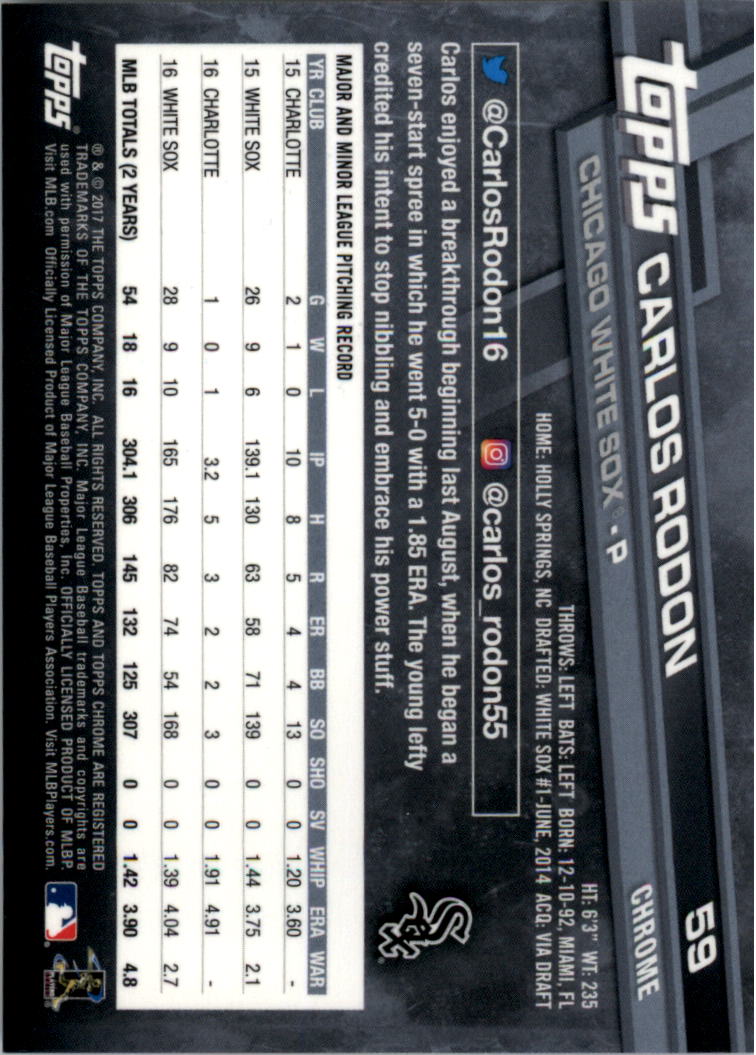 topps CARLOS RODON 59
CHICAGO WHITE SOX® • P CHROME
HT: 6'3" WT: 235
THROWS: LEFT BATS: LEFT BORN: 12-10-92, MIAMI, FL
HOME: HOLLY SPRINGS, NC DRAFTED: WHITE SOX #1-JUNE, 2014 ACQ: VIA DRAFT
@CarlosRodon16 @carlos_rodon55
Carlos enjoyed a breakthrough beginning last August, when he began a
seven-start spree in which he went 5-0 with a 1.85 ERA. The young lefty
credited his intent to stop nibbling and embrace his power stuff.
Sox
MAJOR AND MINOR LEAGUE PITCHING RECORD
YR CLUB G W L IP H R ER BB SO SHO SV WHIP ERA WAR
15 CHARLOTTE 2 1 0 10 8 5 4 4 13 0 0 1.20 3.60 -
15 WHITE SOX 26 9 6 139.1 130 63 58 71 139 0 0 1.44 3.75 2.1
16 CHARLOTTE 1 0 1 3.2 5 3 2 2 3 0 0 1.91 4.91 -
16 WHITE SOX 28 9 10 165 176 82 74 54 168 0 0 1.39 4.04 2.7
MLB TOTALS (2 YEARS) 54 18 16 304.1 306 145 132 125 307 0 0 1.42 3.90 4.8
topps®
® & © 2017 THE TOPPS COMPANY, INC. ALL RIGHTS RESERVED. TOPPS AND TOPPS CHROME ARE REGISTERED
TRADEMARKS OF THE TOPPS COMPANY, INC. Major League Baseball trademarks and copyrights are
used with permission of Major League Baseball Properties, Inc. OFFICIALLY LICENSED PRODUCT OF MLBP.
Visit MLB.com Officially Licensed Product of Major League Baseball Players Association. Visit MLBPlayers.com.